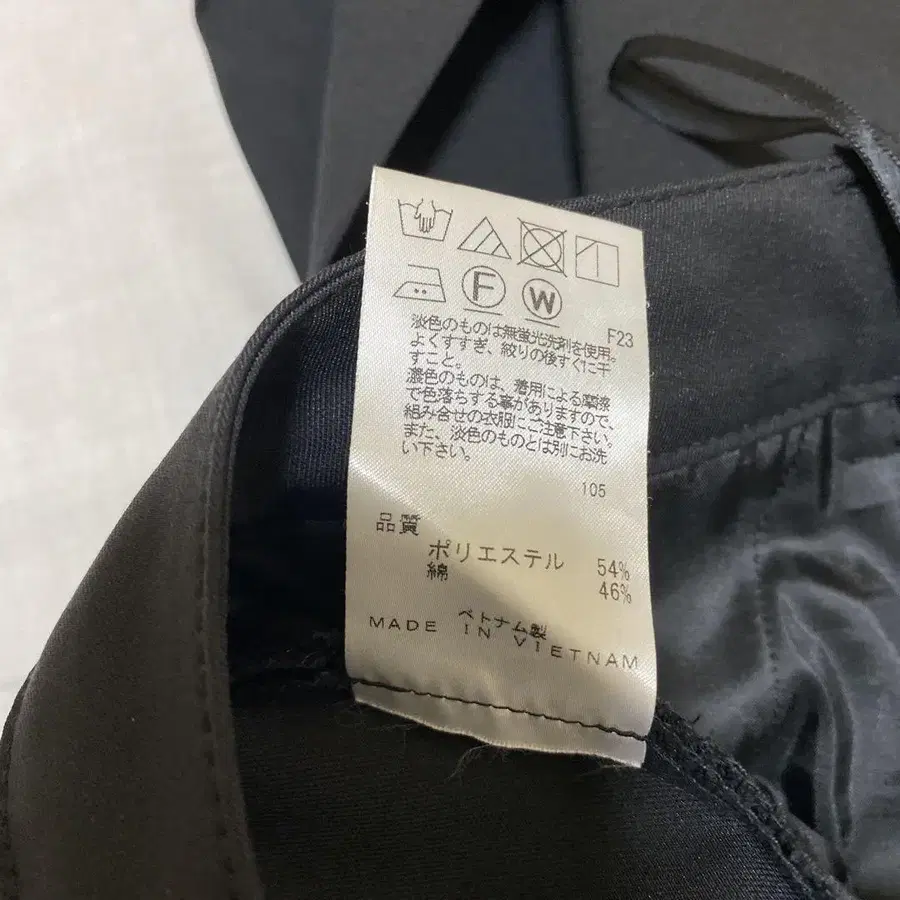 F
W
F23
淡色のものは無蛍光洗剤を使用。
よくすすぎ、絞りの後すぐに干
すこと。
濃色のものは、着用による摩擦
で色落ちする事がありますので、
組み合せの衣服にご注意下さい。
また、淡色のものとは別にお洗
い下さい。
105
品質
ポリエステル 54%
綿 46%
ベトナム製
MADE IN VIETNAM